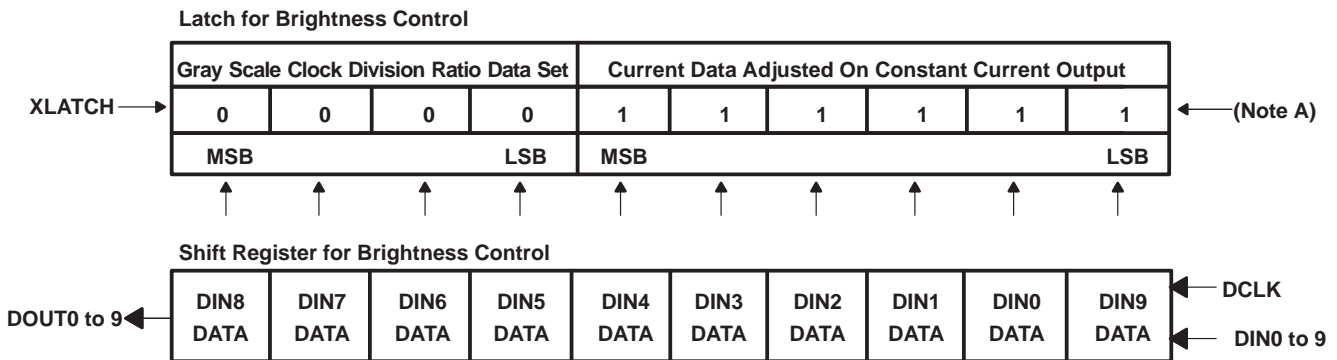 Latch for Brightness Control
Gray Scale Clock Division Ratio Data Set Current Data Adjusted On Constant Current Output
XLATCH 0 0 0 0 1 1 1 1 1 1 (Note A)
MSB LSB MSB LSB
Shift Register for Brightness Control
DIN8 DIN7 DIN6 DIN5 DIN4 DIN3 DIN2 DIN1 DIN0 DIN9 DCLK
DOUT0 to 9 DATA DATA DATA DATA DATA DATA DATA DATA DATA DATA DIN0 to 9